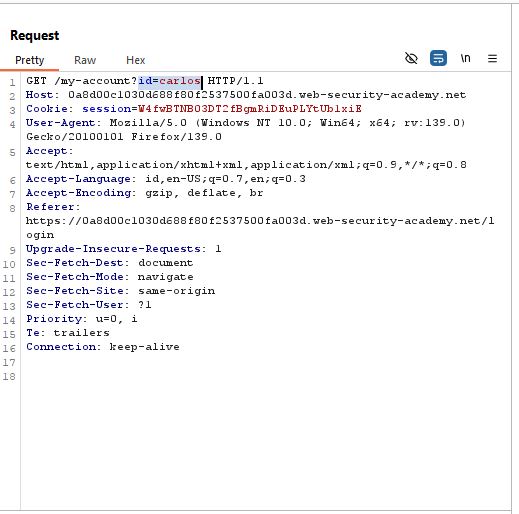 Request
Pretty Raw Hex \n
1 GET /my-account?id=carlos HTTP/1.1
2 Host: 0a8d00c1030d688f80f2537500fa003d.web-security-academy.net
3 Cookie: session=W4fwBTNB03DT2fBgmRiDEuPLYtUblxiE
4 User-Agent: Mozilla/5.0 (Windows NT 10.0; Win64; x64; rv:139.0)
Gecko/20100101 Firefox/139.0
5 Accept:
text/html,application/xhtml+xml,application/xml;q=0.9,*/*;q=0.8
6 Accept-Language: id,en-US;q=0.7,en;q=0.3
7 Accept-Encoding: gzip, deflate, br
8 Referer:
https://0a8d00c1030d688f80f2537500fa003d.web-security-academy.net/l
ogin
9 Upgrade-Insecure-Requests: 1
10 Sec-Fetch-Dest: document
11 Sec-Fetch-Mode: navigate
12 Sec-Fetch-Site: same-origin
13 Sec-Fetch-User: ?1
14 Priority: u=0, i
15 Te: trailers
16 Connection: keep-alive
17
18